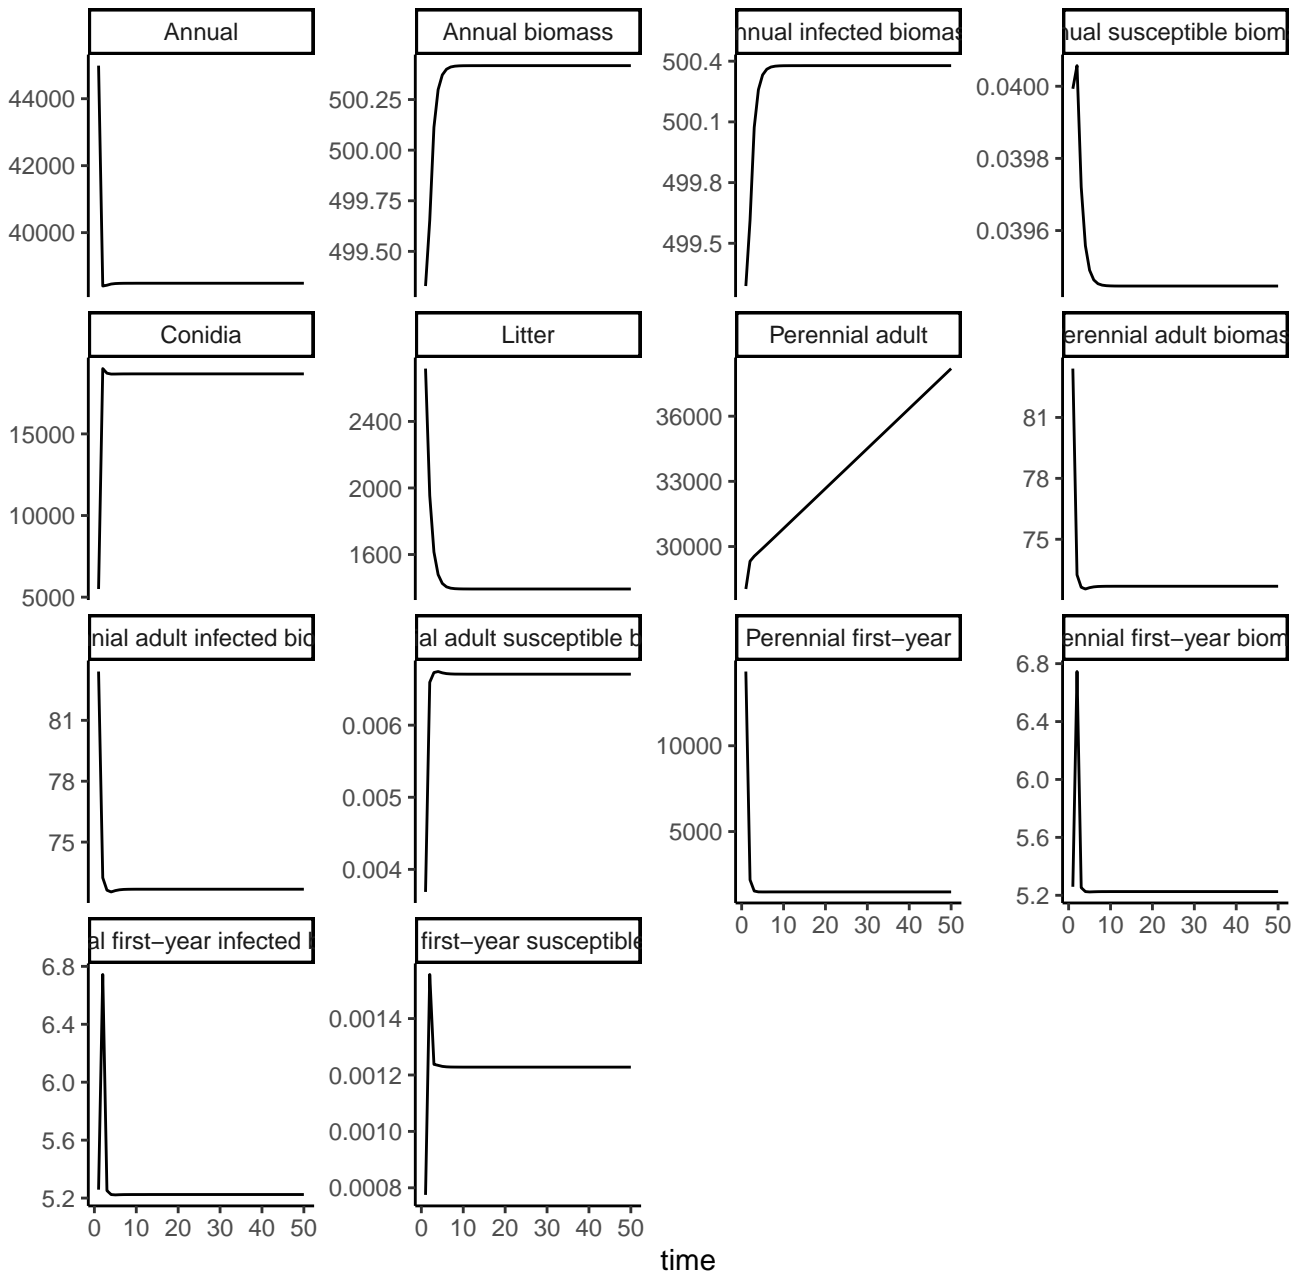 Annual
Annual biomass
nnual infected biomas
nual susceptible biom
44000
42000
40000
500.25
500.00
499.75
499.50
500.4
500.1
499.8
499.5
0.0400
0.0398
0.0396
Conidia
Litter
Perennial adult
erennial adult biomas
15000
10000
5000
2400
2000
1600
36000
33000
30000
81
78
75
nial adult infected bio
al adult susceptible b
Perennial first−year
ennial first−year biom
81
78
75
0.006
0.005
0.004
10000
5000
6.8
6.4
6.0
5.6
5.2
0 10 20 30 40 50
0 10 20 30 40 50
al first−year infected b
first−year susceptible
6.8
6.4
6.0
5.6
5.2
0.0014
0.0012
0.0010
0.0008
0 10 20 30 40 50
0 10 20 30 40 50
time